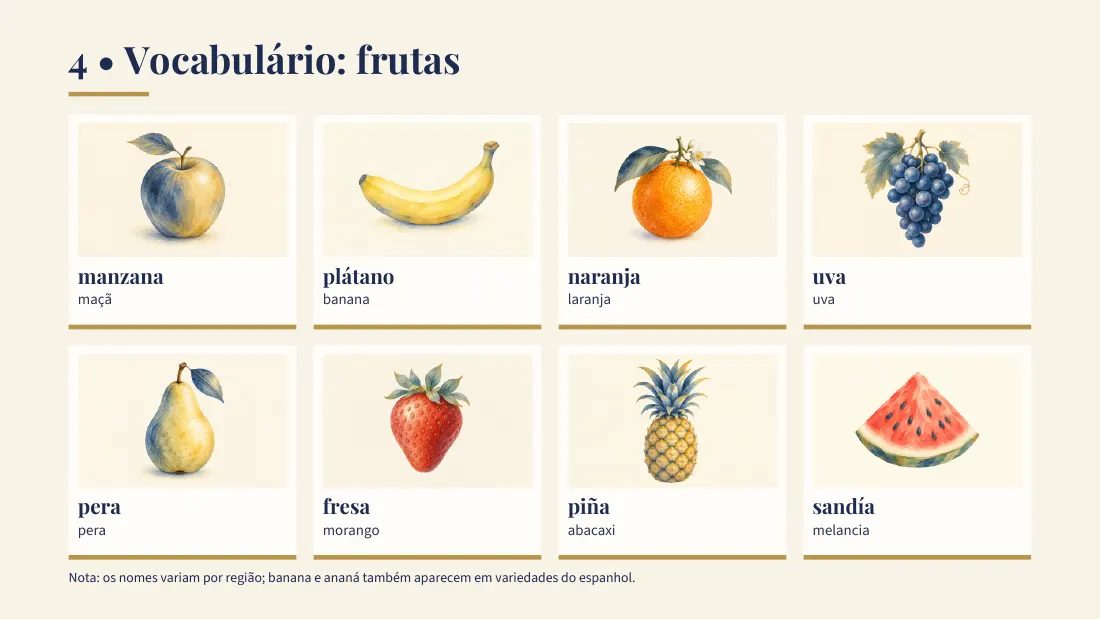 4 • Vocabulário: frutas
manzana
maçã
plátano
banana
naranja
laranja
uva
uva
pera
pera
fresa
morango
piña
abacaxi
sandía
melancia
Nota: os nomes variam por região; banana e ananá também aparecem em variedades do espanhol.